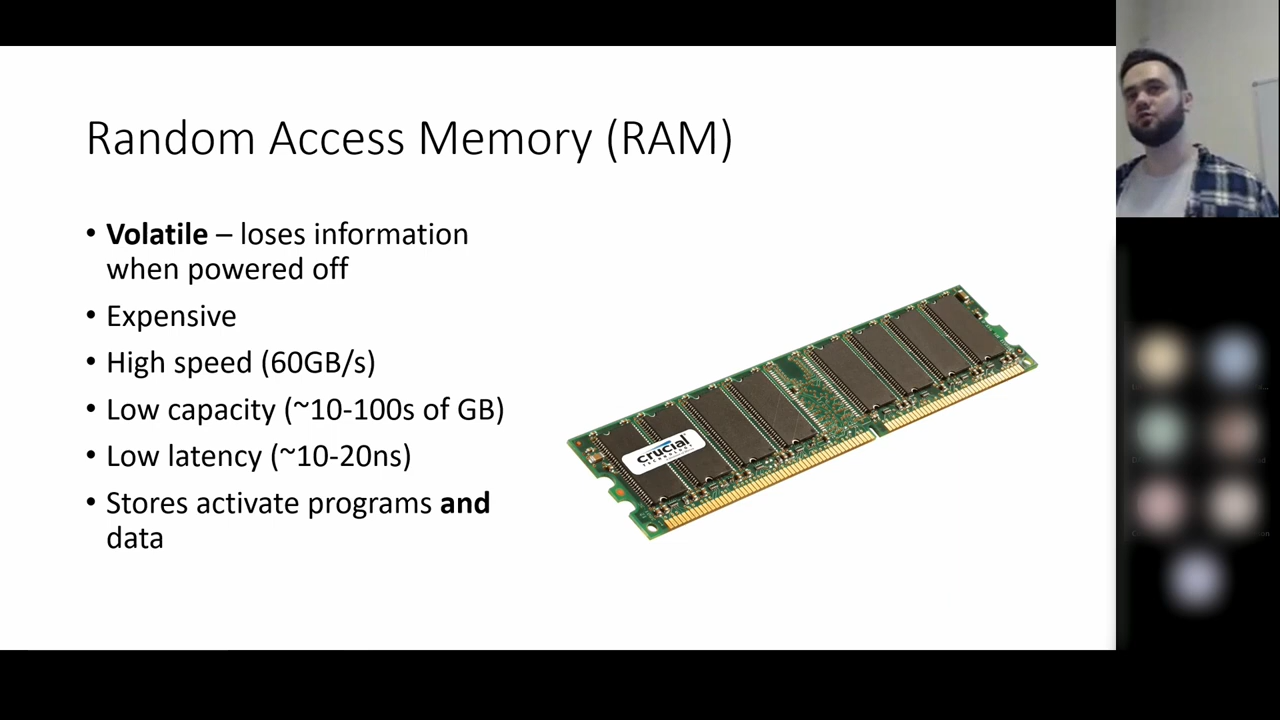 Random Access Memory (RAM)
• Volatile – loses information
when powered off
• Expensive
• High speed (60GB/s)
• Low capacity (~10-100s of GB)
• Low latency (~10-20ns)
• Stores activate programs and
data
crucial